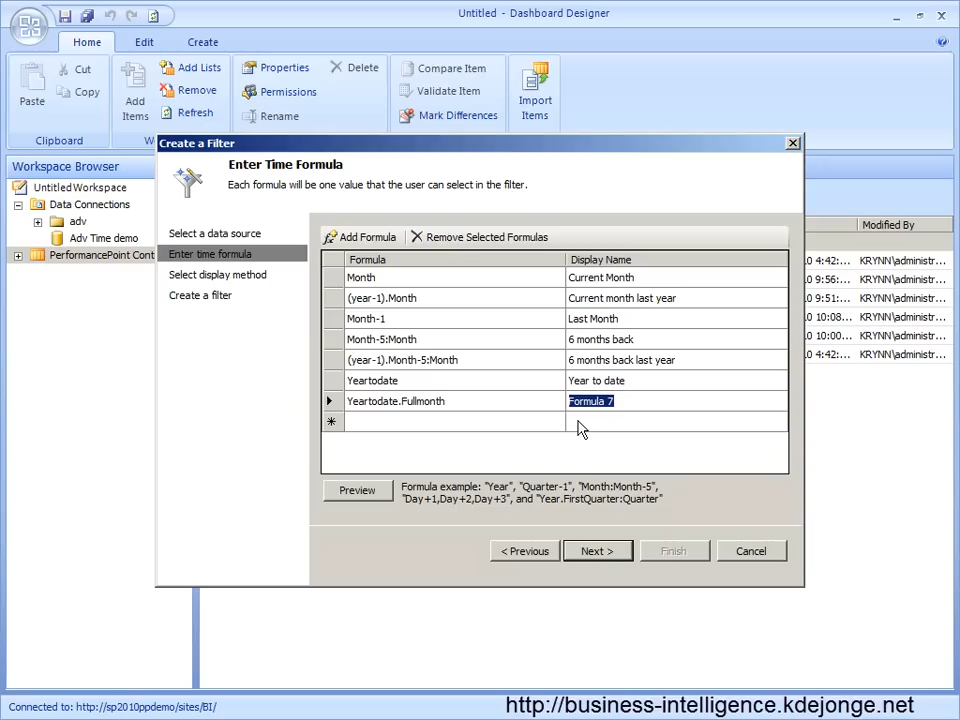 Untitled - Dashboard Designer
Home Edit Create
Paste
Cut
Copy
Clipboard
Add Items
Add Lists
Remove
Refresh
W
Properties
Permissions
Rename
Delete
Compare Item
Validate Item
Mark Differences
Import Items
Workspace Browser
UntitledWorkspace
Data Connections
adv
Adv Time demo
PerformancePoint Cont
Modified By
0 4:42:... KRYNN\administr...
0 9:56:... KRYNN\administr...
0 9:51:... KRYNN\administr...
0 10:08... KRYNN\administr...
0 10:00... KRYNN\administr...
0 4:42:... KRYNN\administr...
Create a Filter
Enter Time Formula
Each formula will be one value that the user can select in the filter.
Select a data source
Enter time formula
Select display method
Create a filter
Add Formula Remove Selected Formulas
Formula Display Name
Month Current Month
(year-1).Month Current month last year
Month-1 Last Month
Month-5:Month 6 months back
(year-1).Month-5:Month 6 months back last year
Yeartodate Year to date
Yeartodate.Fullmonth Formula 7
Preview
Formula example: "Year", "Quarter-1", "Month:Month-5",
"Day+1,Day+2,Day+3", and "Year.FirstQuarter:Quarter"
< Previous Next > Finish Cancel
Connected to: http://sp2010ppdemo/sites/BI/
http://business-intelligence.kdejonge.net